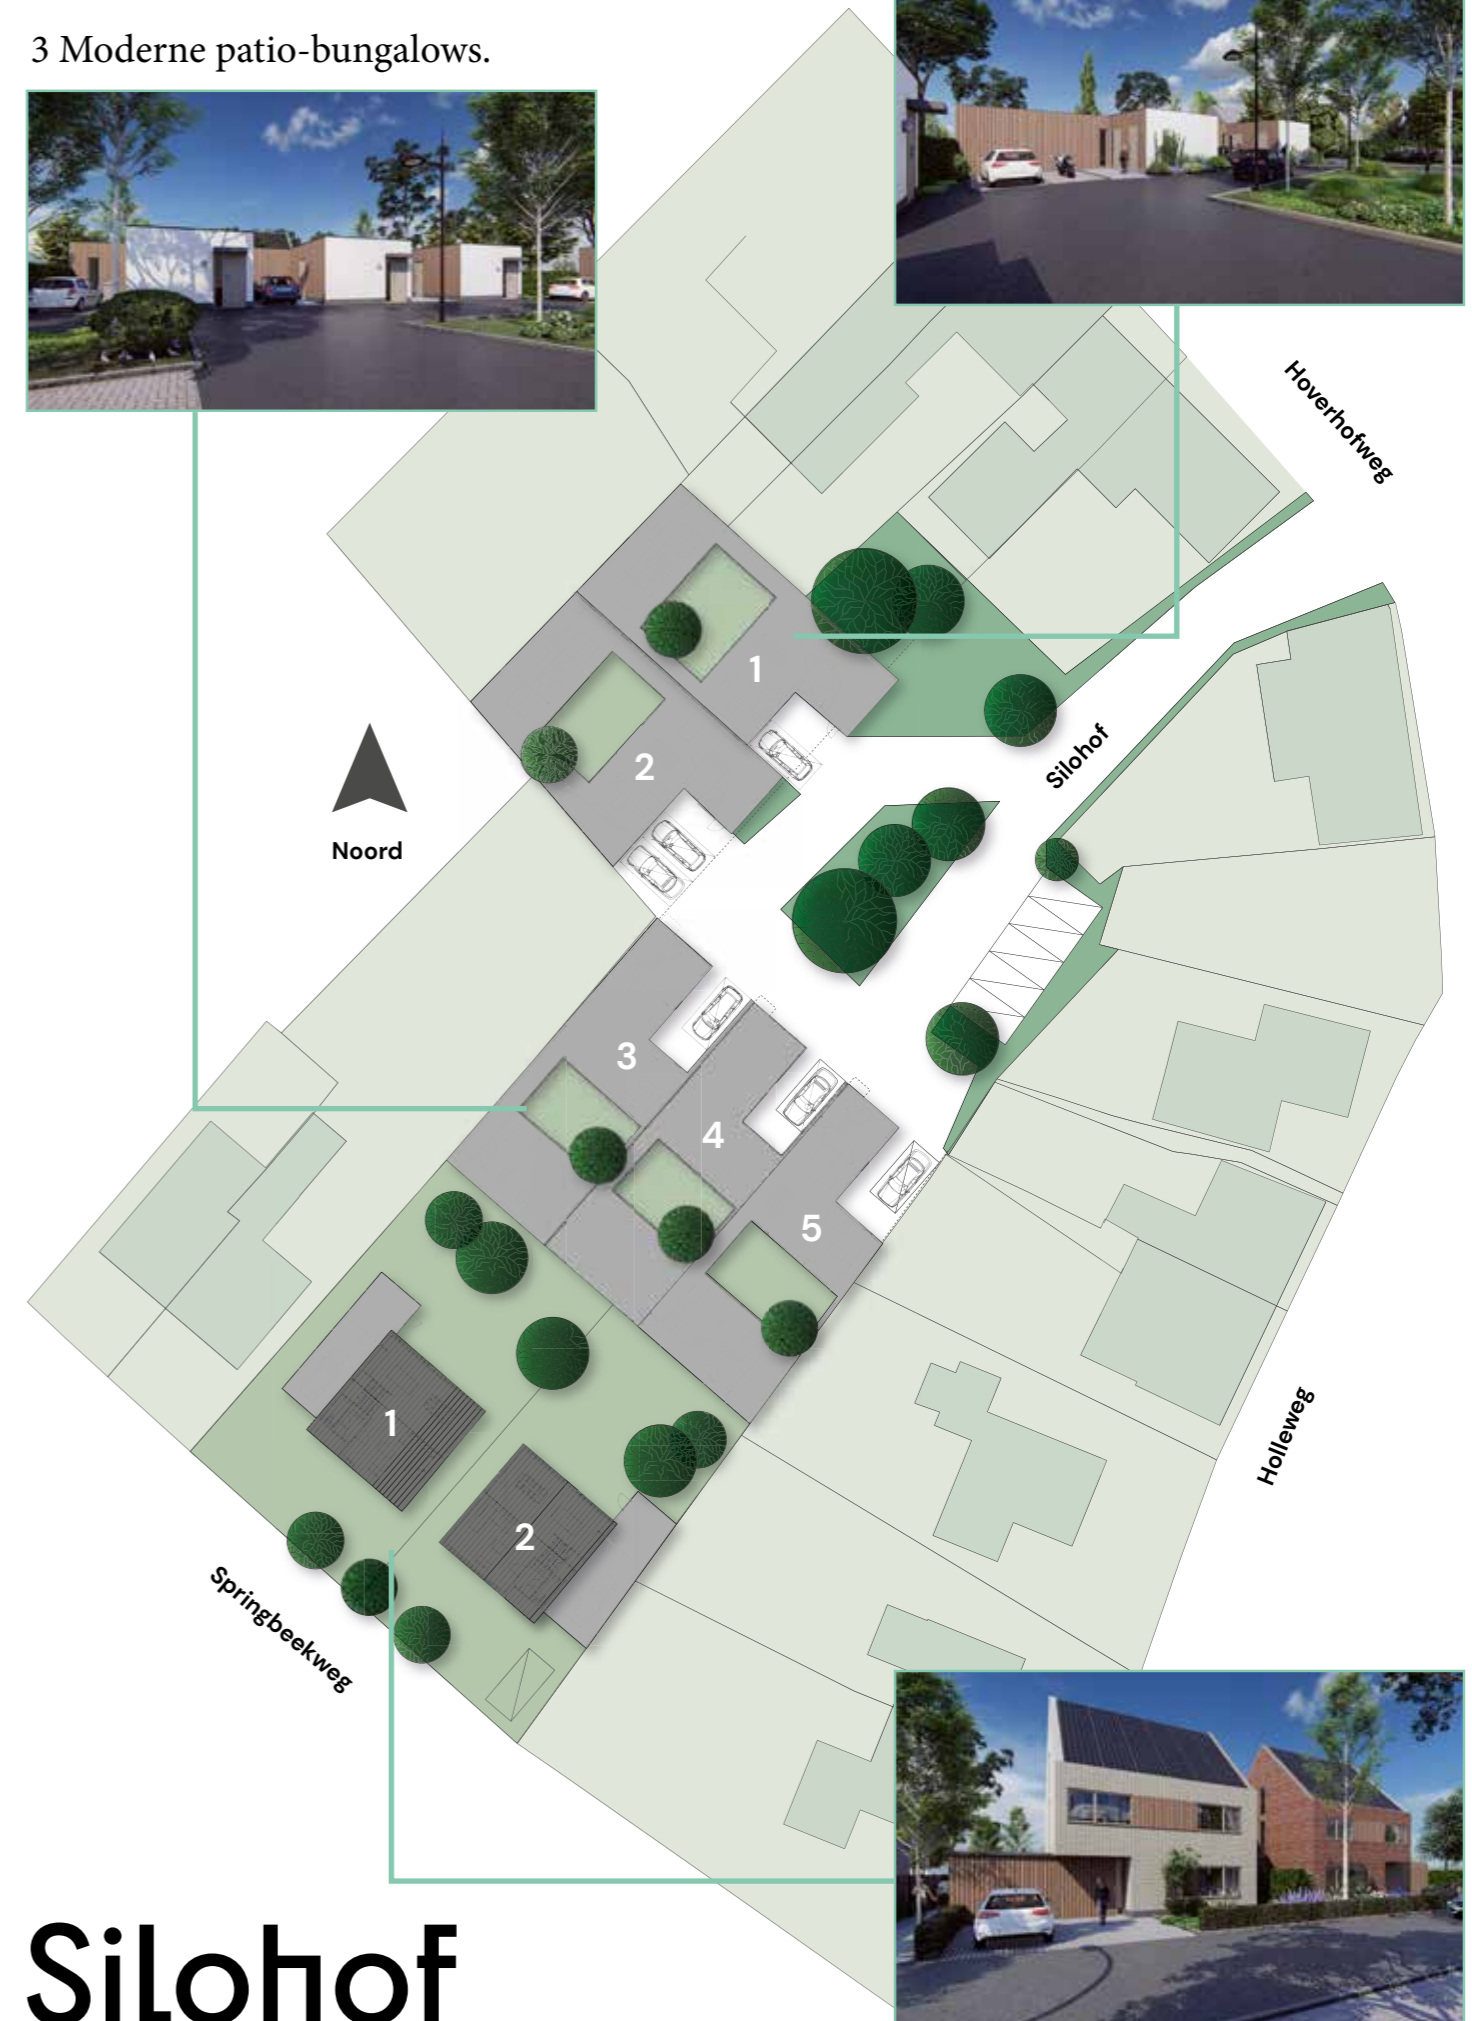 3 Moderne patio-bungalows.
Hoverhofweg
1
2
Silohof
Noord
3
4
5
1
2
Holleweg
Springbeekweg
Silohof